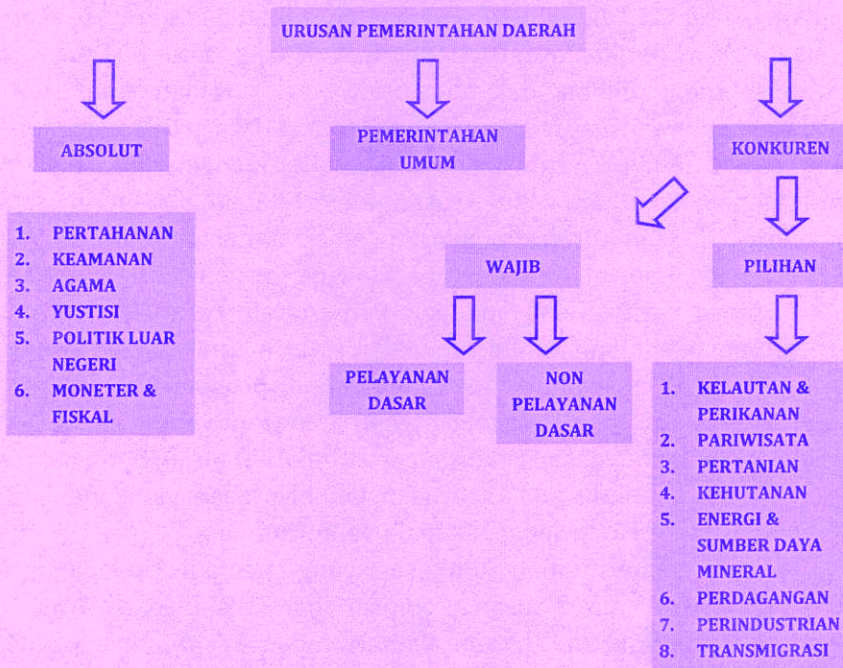 URUSAN PEMERINTAHAN DAERAH
ABSOLUT
PEMERINTAHAN
UMUM
KONKUREN
1. PERTAHANAN
2. KEAMANAN
3. AGAMA
4. YUSTISI
5. POLITIK LUAR
NEGERI
6. MONETER &
FISKAL
WAJIB
PILIHAN
PELAYANAN
DASAR
NON
PELAYANAN
DASAR
1. KELAUTAN &
PERIKANAN
2. PARIWISATA
3. PERTANIAN
4. KEHUTANAN
5. ENERGI &
SUMBER DAYA
MINERAL
6. PERDAGANGAN
7. PERINDUSTRIAN
8. TRANSMIGRASI